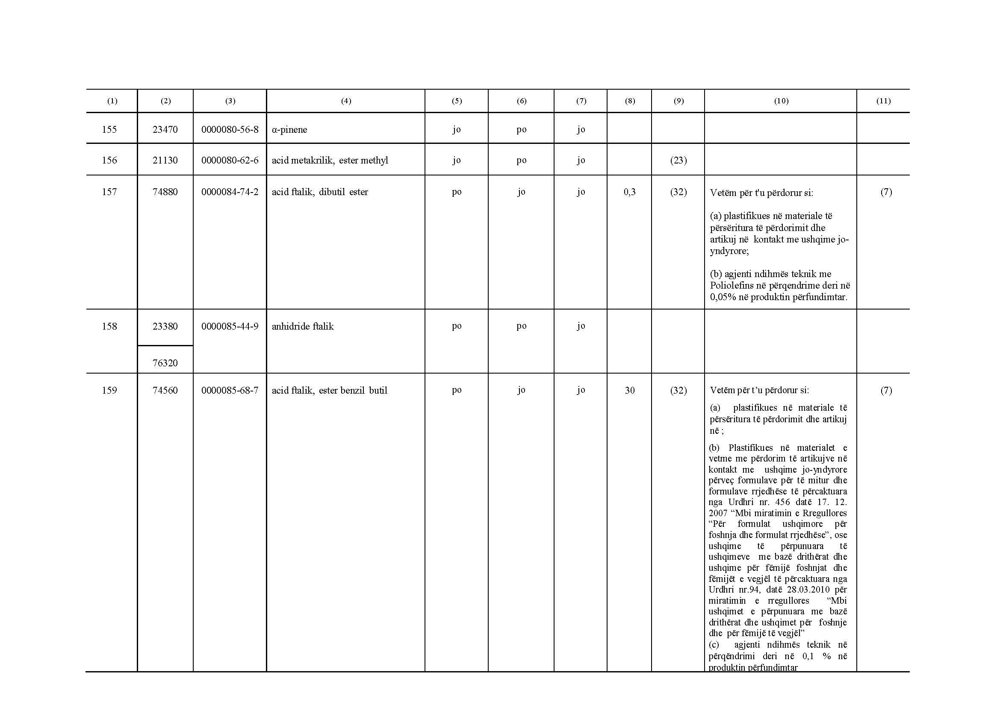 (1) (2) (3) (4) (5) (6) (7) (8) (9) (10) (11)
155 23470 0000080-56-8 α-pinene jo po jo
156 21130 0000080-62-6 acid metakrilik, ester methyl jo po jo (23)
157 74880 0000084-74-2 acid ftalik, dibutil ester po jo jo 0,3 (32) Vetëm për t'u përdorur si: (7)
(a) plastifikues në materiale të
përsëritura të përdorimit dhe
artikuj në kontakt me ushqime jo-
yndyrore;
(b) agjenti ndihmës teknik me
Poliolefins në përqendrime deri në
0,05% në produktin përfundimtar.
158 23380 0000085-44-9 anhidride ftalik po po jo
76320
159 74560 0000085-68-7 acid ftalik, ester benzil butil po jo jo 30 (32) Vetëm për t’u përdorur si: (7)
(a) plastifikues në materiale të
përsëritura të përdorimit dhe artikuj
në ;
(b) Plastifikues në materialet e
vetme me përdorim të artikujve në
kontakt me ushqime jo-yndyrore
përveç formulave për të mitur dhe
formulave rrjedhëse të përcaktuara
nga Urdhri nr. 456 datë 17. 12.
2007 “Mbi miratimin e Rregullores
“Për formulat ushqimore për
foshnja dhe formulat rrjedhëse”, ose
ushqime të përpunuara të
ushqimeve me bazë drithërat dhe
ushqime për fëmijë foshnjat dhe
fëmijët e vegjël të përcaktuara nga
Urdhri nr.94, datë 28.03.2010 për
miratimin e rregullores “Mbi
ushqimet e përpunuara me bazë
drithërat dhe ushqimet për foshnje
dhe për fëmijë të vegjël”
(c) agjenti ndihmës teknik në
përqëndrimi deri në 0,1 % në
produktin përfundimtar